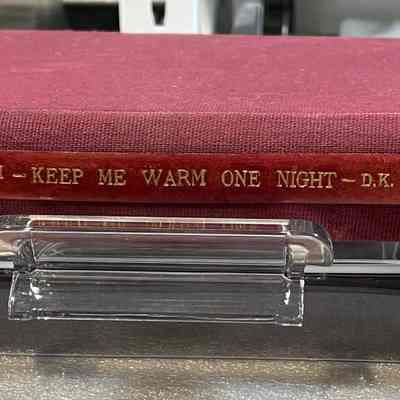 – KEEP ME WARM ONE NIGHT – D.K.